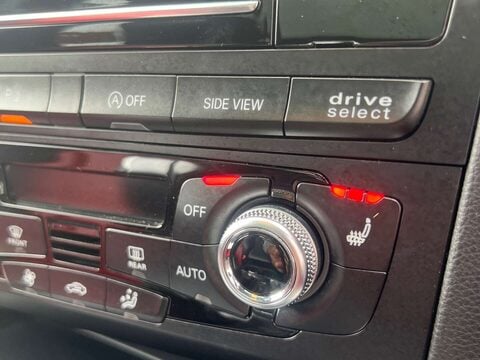 P
A OFF
SIDE VIEW
drive
select
OFF
FRONT
REAR
AUTO